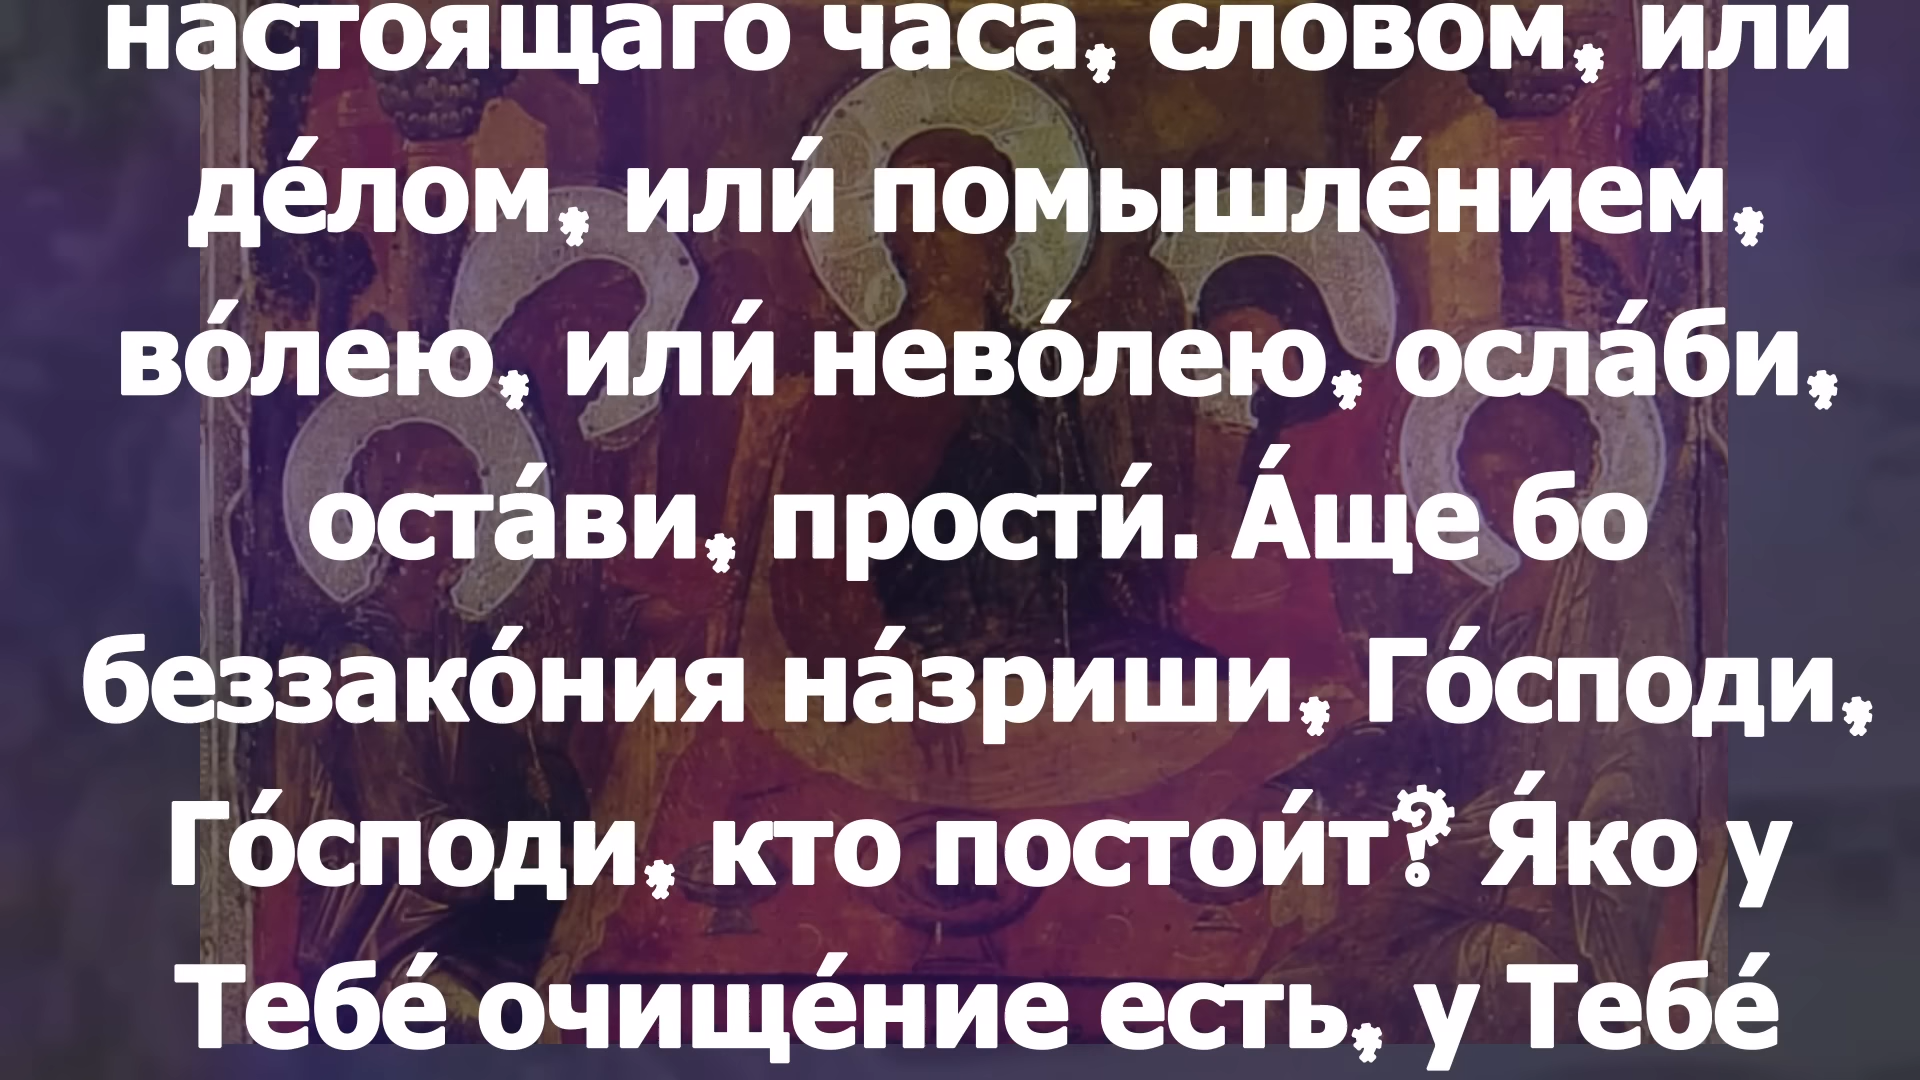 настоящаго часа, словом, или
де́лом, или́ помышле́нием,
во́лею, или́ нево́лею, осла́би,
оста́ви, прости́. А́ще бо
беззако́ния на́зриши, Го́споди,
Го́споди, кто постои́т? Я́ко у
Тебе́ очище́ние есть, у Тебе́